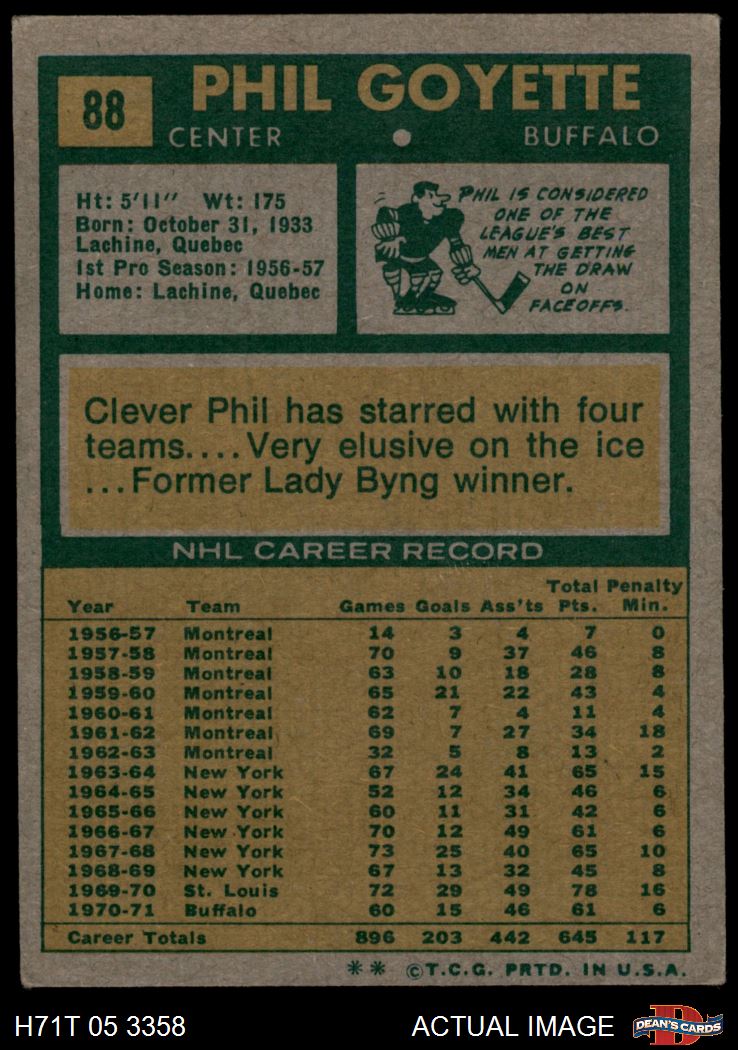 88
PHIL GOYETTE
CENTER
BUFFALO
Ht: 5'11" Wt: 175
Born: October 31, 1933
Lachine, Quebec
1st Pro Season: 1956-57
Home: Lachine, Quebec
PHIL IS CONSIDERED
ONE OF THE
LEAGUE'S BEST
MEN AT GETTING
THE DRAW
ON
FACEOFFS.
Clever Phil has starred with four
teams....Very elusive on the ice
...Former Lady Byng winner.
NHL CAREER RECORD
Total Penalty
Year Team Games Goals Ass'ts Pts. Min.
1956-57 Montreal 14 3 4 7 0
1957-58 Montreal 70 9 37 46 8
1958-59 Montreal 63 10 18 28 8
1959-60 Montreal 65 21 22 43 4
1960-61 Montreal 62 7 4 11 4
1961-62 Montreal 69 7 27 34 18
1962-63 Montreal 32 5 8 13 2
1963-64 New York 67 24 41 65 15
1964-65 New York 52 12 34 46 6
1965-66 New York 60 11 31 42 6
1966-67 New York 70 12 49 61 6
1967-68 New York 73 25 40 65 10
1968-69 New York 67 13 32 45 8
1969-70 St. Louis 72 29 49 78 16
1970-71 Buffalo 60 15 46 61 6
Career Totals 896 203 442 645 117
** ©T.C.G. PRTD. IN U.S.A.
H71T 05 3358
ACTUAL IMAGE
D
DEAN'S CARDS